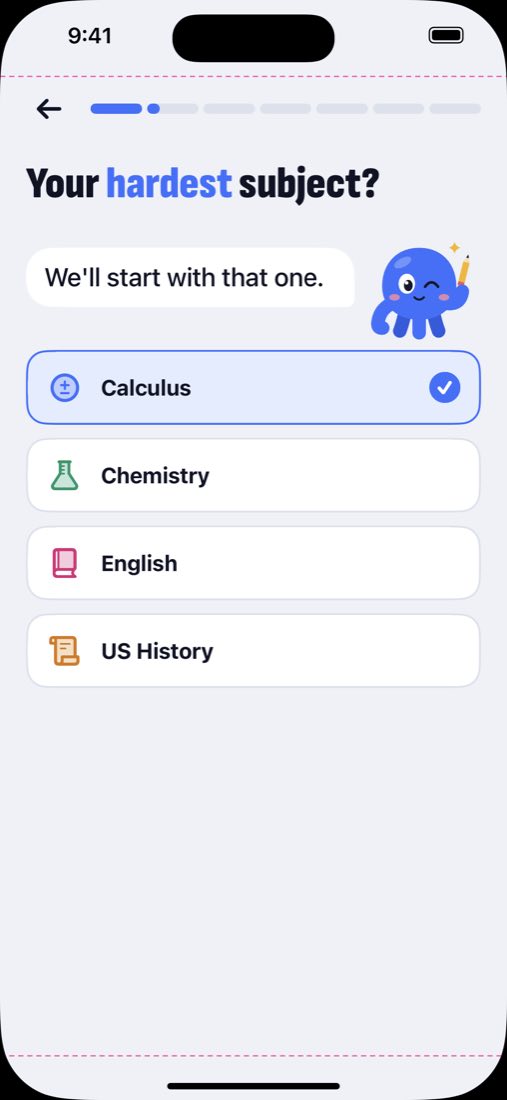 9:41
Your hardest subject?
We'll start with that one.
Calculus
Chemistry
English
US History